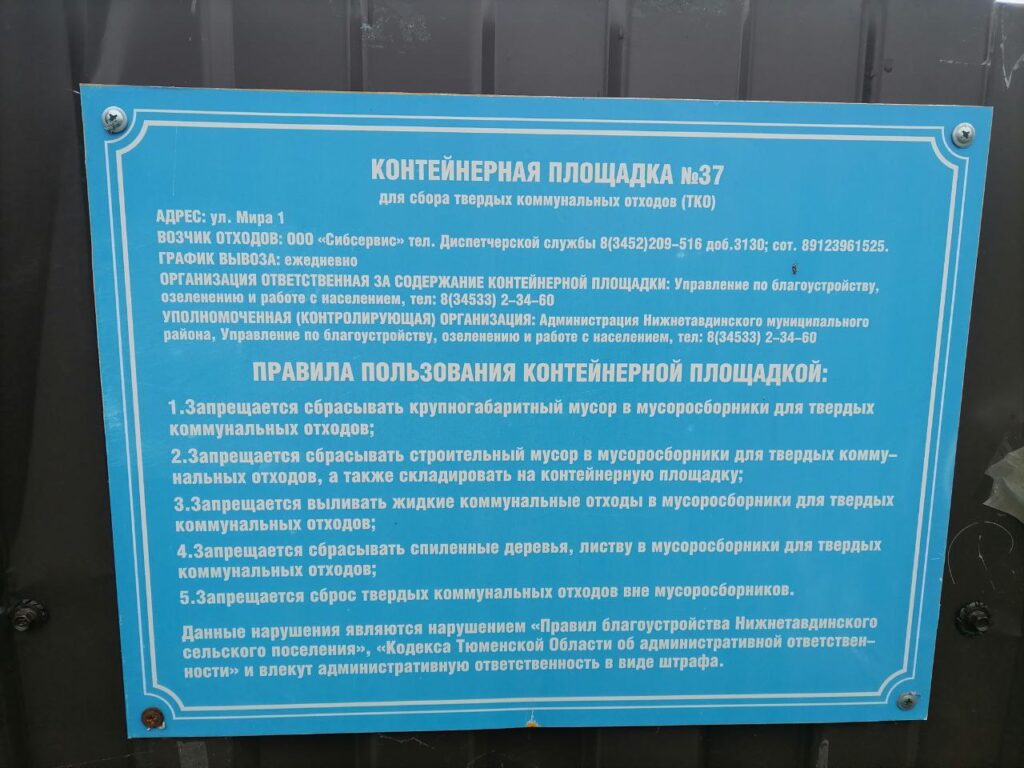 КОНТЕЙНЕРНАЯ ПЛОЩАДКА №37
для сбора твердых коммунальных отходов (ТКО)
АДРЕС: ул. Мира 1
ВОЗЧИК ОТХОДОВ: ООО «Сибсервис» тел. Диспетчерской службы 8(3452)209-516 доб.3130; сот. 89123961525.
ГРАФИК ВЫВОЗА: ежедневно
ОРГАНИЗАЦИЯ ОТВЕТСТВЕННАЯ ЗА СОДЕРЖАНИЕ КОНТЕЙНЕРНОЙ ПЛОЩАДКИ: Управление по благоустройству,
озеленению и работе с населением, тел: 8(34533) 2-34-60
УПОЛНОМОЧЕННАЯ (КОНТРОЛИРУЮЩАЯ) ОРГАНИЗАЦИЯ: Администрация Нижнетавдинского муниципального
района, Управление по благоустройству, озеленению и работе с населением, тел: 8(34533) 2-34-60
ПРАВИЛА ПОЛЬЗОВАНИЯ КОНТЕЙНЕРНОЙ ПЛОЩАДКОЙ:
1.Запрещается сбрасывать крупногабаритный мусор в мусоросборники для твердых
коммунальных отходов;
2.Запрещается сбрасывать строительный мусор в мусоросборники для твердых комму-
нальных отходов, а также складировать на контейнерную площадку;
3.Запрещается выливать жидкие коммунальные отходы в мусоросборники для твердых
коммунальных отходов;
4.Запрещается сбрасывать спиленные деревья, листву в мусоросборники для твердых
коммунальных отходов;
5.Запрещается сброс твердых коммунальных отходов вне мусоросборников.
Данные нарушения являются нарушением «Правил благоустройства Нижнетавдинского
сельского поселения», «Кодекса Тюменской Области об административной ответствен-
ности» и влекут административную ответственность в виде штрафа.